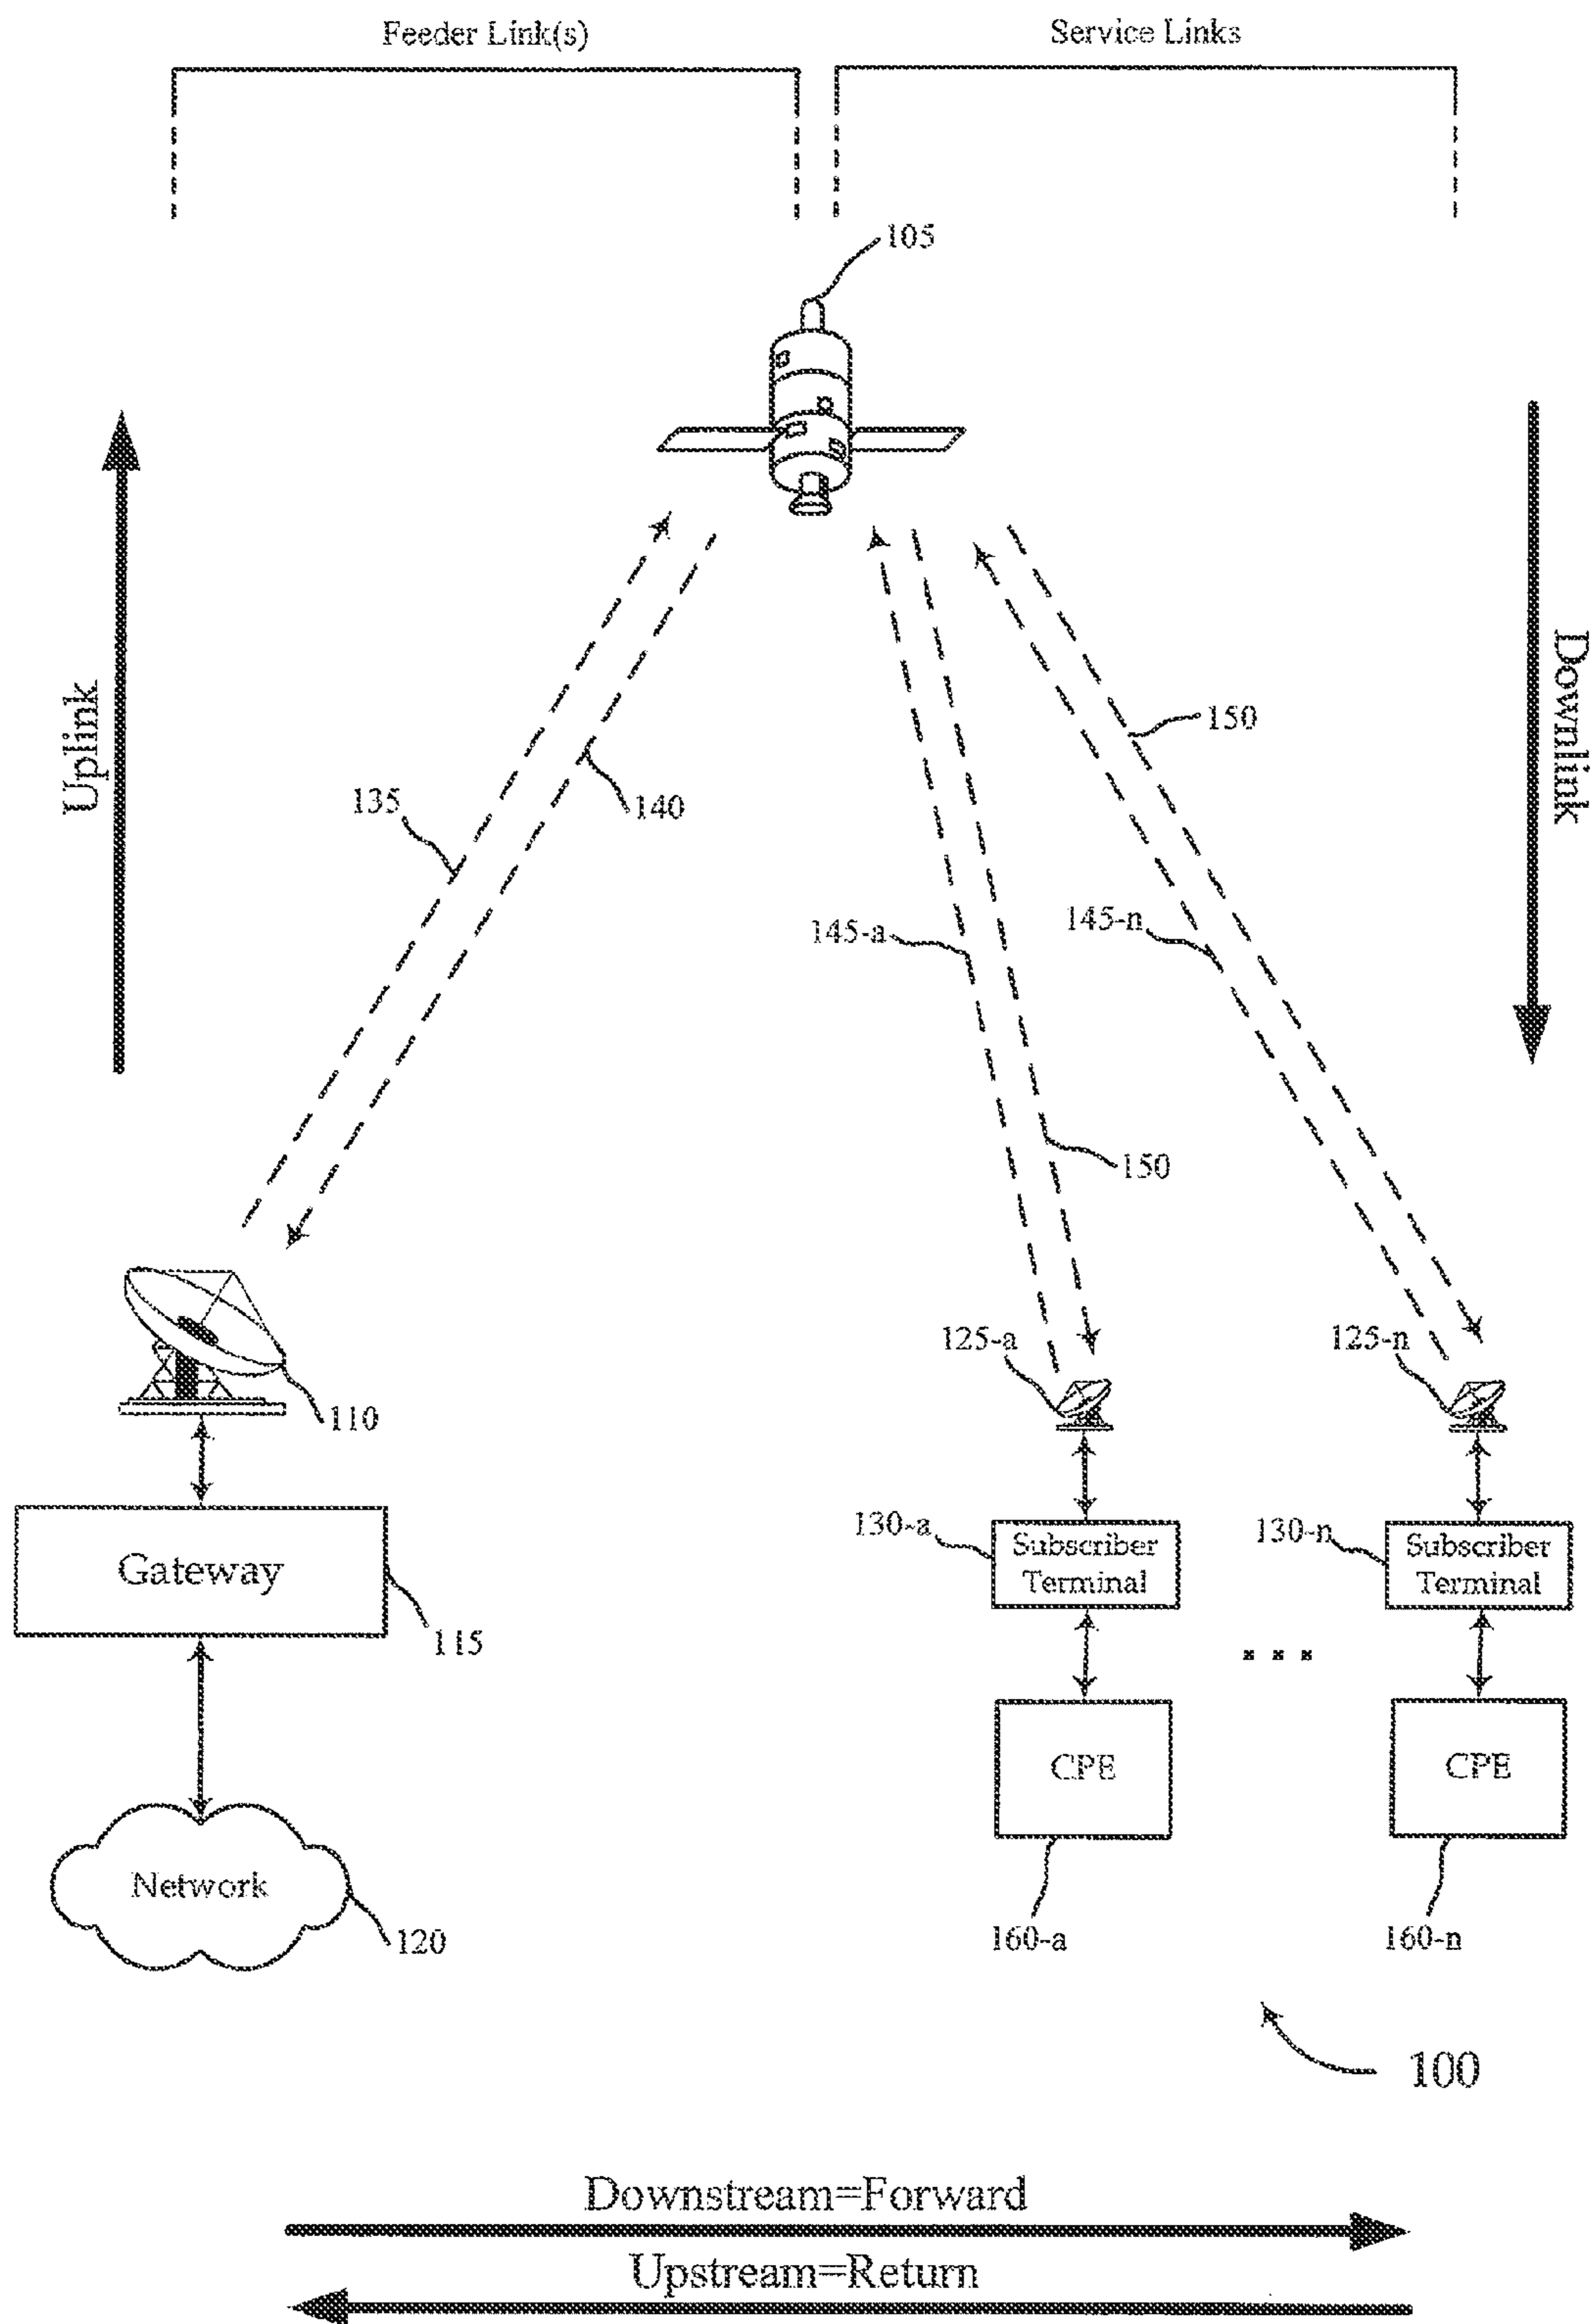 Feeder Link(s)
Service Links
105
Uplink
Downlink
150
135
140
145-a
145-n
150
125-a
125-n
110
130-a
Subscriber
Terminal
130-n
Subscriber
Terminal
Gateway
115
...
CPE
CPE
Network
120
160-a
160-n
100
Downstream=Forward
Upstream=Return